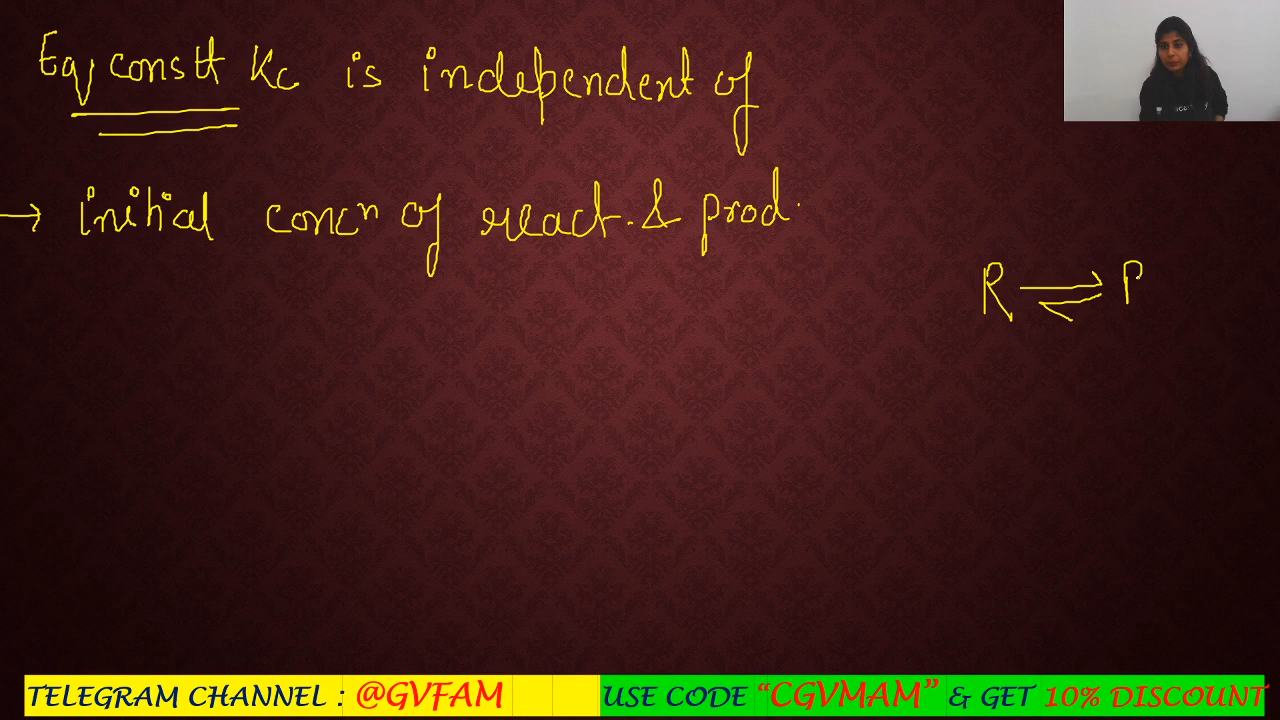 Eq constt Kc is independent of
→ initial concn of react. & prod.
R ⇌ P
TELEGRAM CHANNEL : @GVFAM
USE CODE “CGVMAM” & GET 10% DISCOUNT